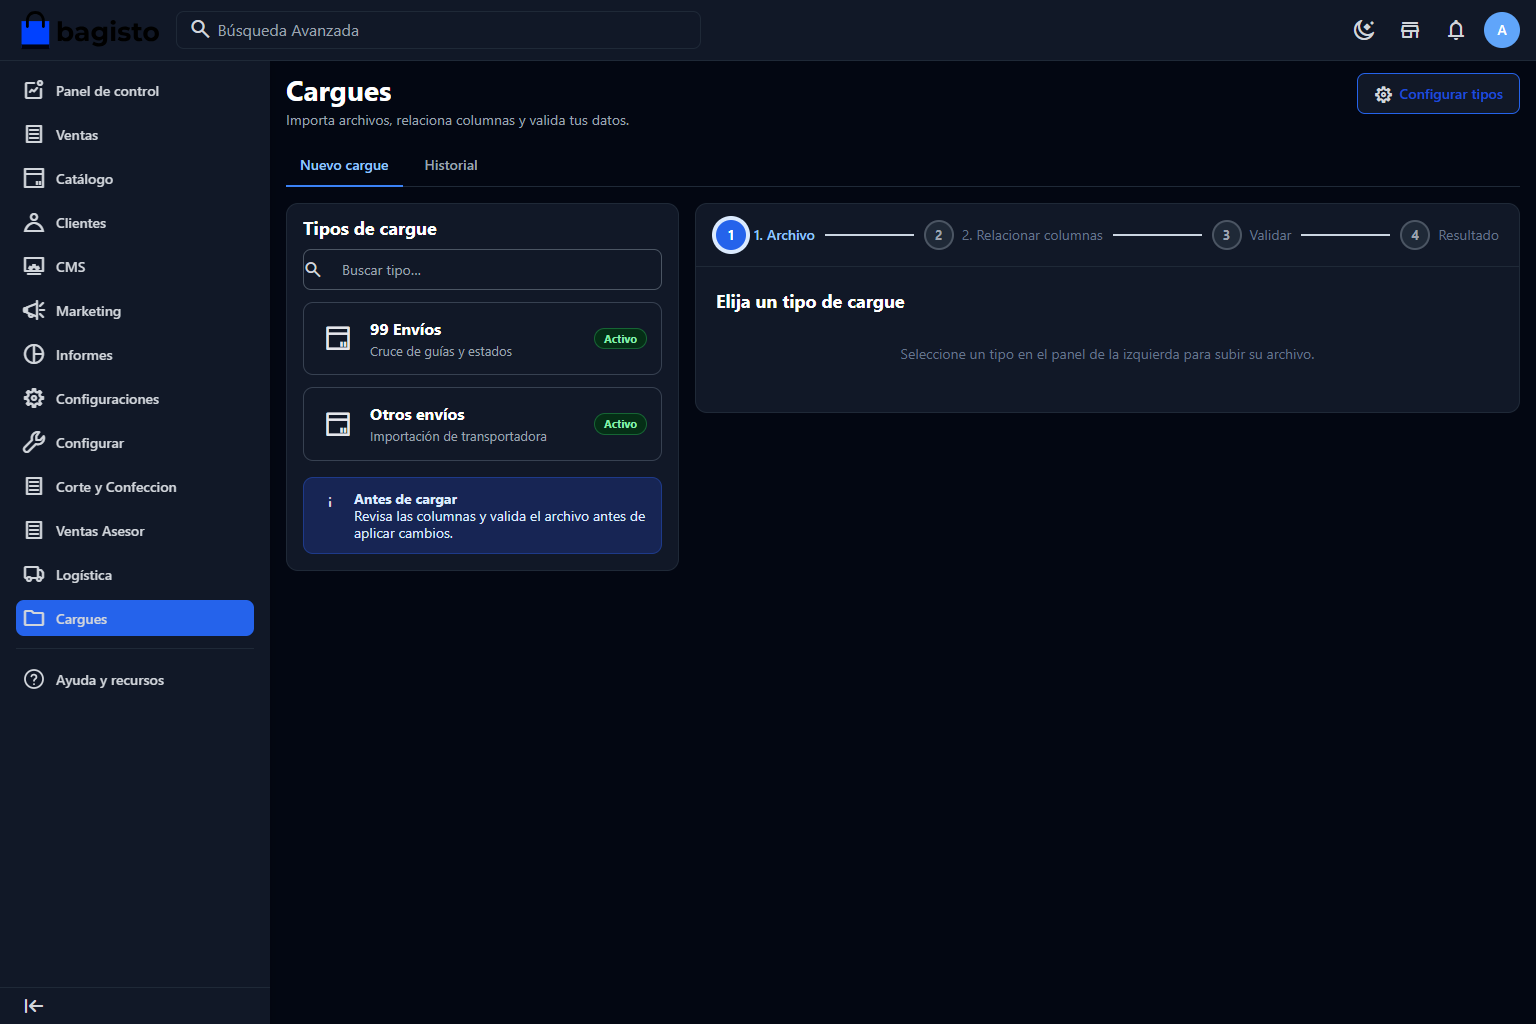 bagisto
Búsqueda Avanzada
A
Panel de control
Ventas
Catálogo
Clientes
CMS
Marketing
Informes
Configuraciones
Configurar
Corte y Confeccion
Ventas Asesor
Logística
Cargues
Ayuda y recursos
Cargues
Importa archivos, relaciona columnas y valida tus datos.
Configurar tipos
Nuevo cargue
Historial
Tipos de cargue
Buscar tipo...
99 Envíos
Cruce de guías y estados
Activo
Otros envíos
Importación de transportadora
Activo
i
Antes de cargar
Revisa las columnas y valida el archivo antes de
aplicar cambios.
1 1. Archivo
2 2. Relacionar columnas
3 Validar
4 Resultado
Elija un tipo de cargue
Seleccione un tipo en el panel de la izquierda para subir su archivo.